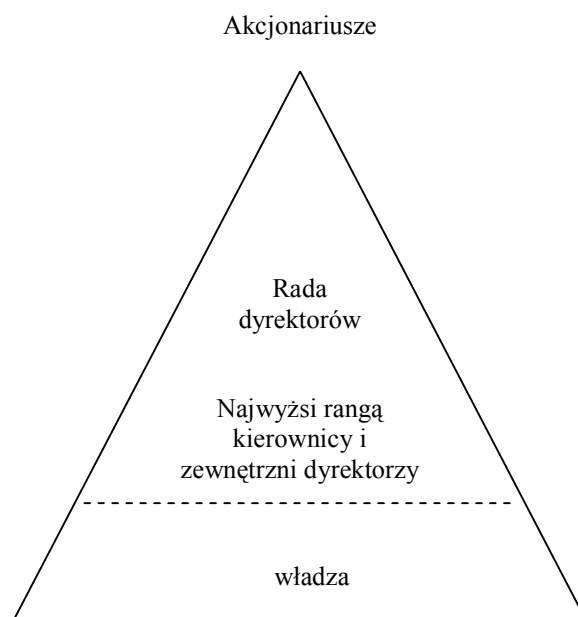 Akcjonariusze
Rada
dyrektorów
Najwyżsi rangą
kierownicy i
zewnętrzni dyrektorzy
władza